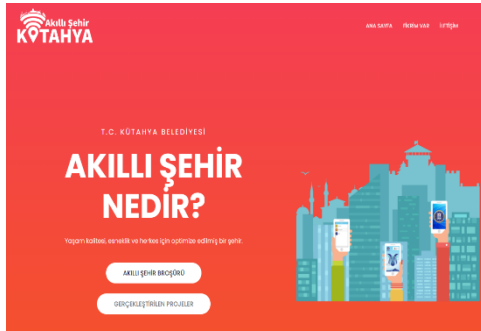 Akıllı Şehir
KÜTAHYA
ANA SAYFA FİKRİM VAR İLETİŞİM
T.C. KÜTAHYA BELEDİYESİ
AKILLI ŞEHİR
NEDİR?
Yaşam kalitesi, esneklik ve herkes için optimize edilmiş bir şehir.
AKILLI ŞEHİR BROŞÜRÜ
GERÇEKLEŞTİRİLEN PROJELER